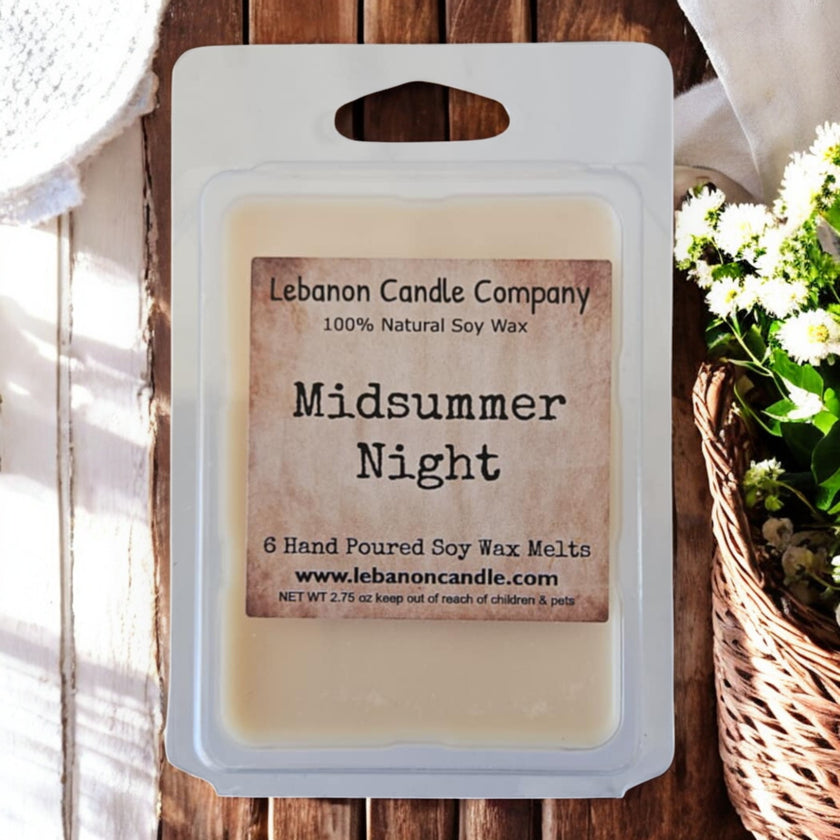 Lebanon Candle Company
100% Natural Soy Wax
Midsummer
Night
6 Hand Poured Soy Wax Melts
www.lebanoncandle.com
NET WT 2.75 oz keep out of reach of children & pets